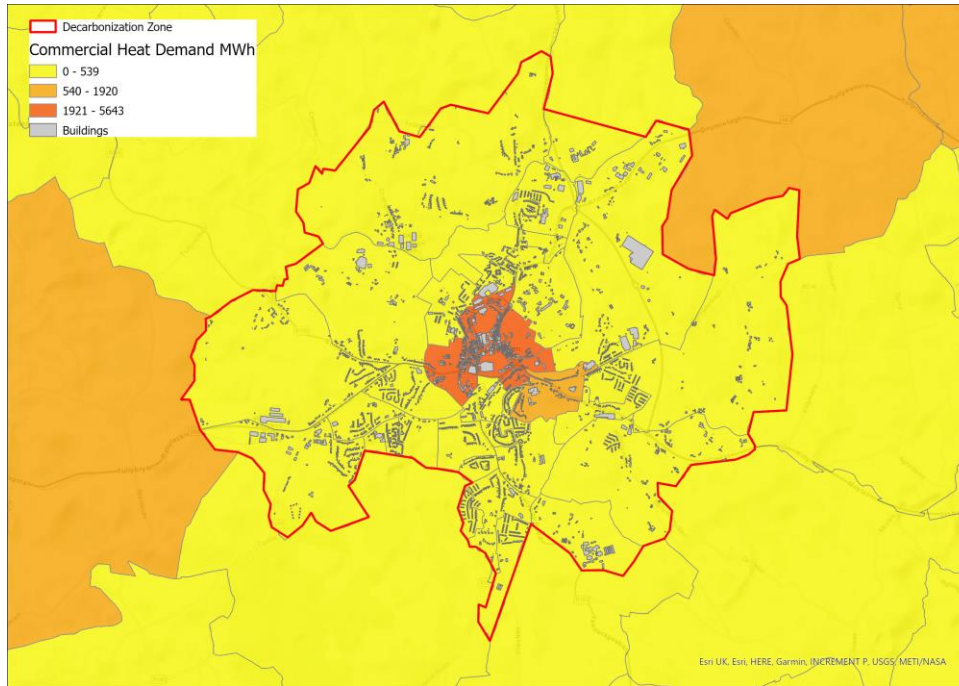 Decarbonization Zone
Commercial Heat Demand MWh
0 - 539
540 - 1920
1921 - 5643
Buildings
Esri UK, Esri, HERE, Garmin, INCREMENT P, USGS, METI/NASA